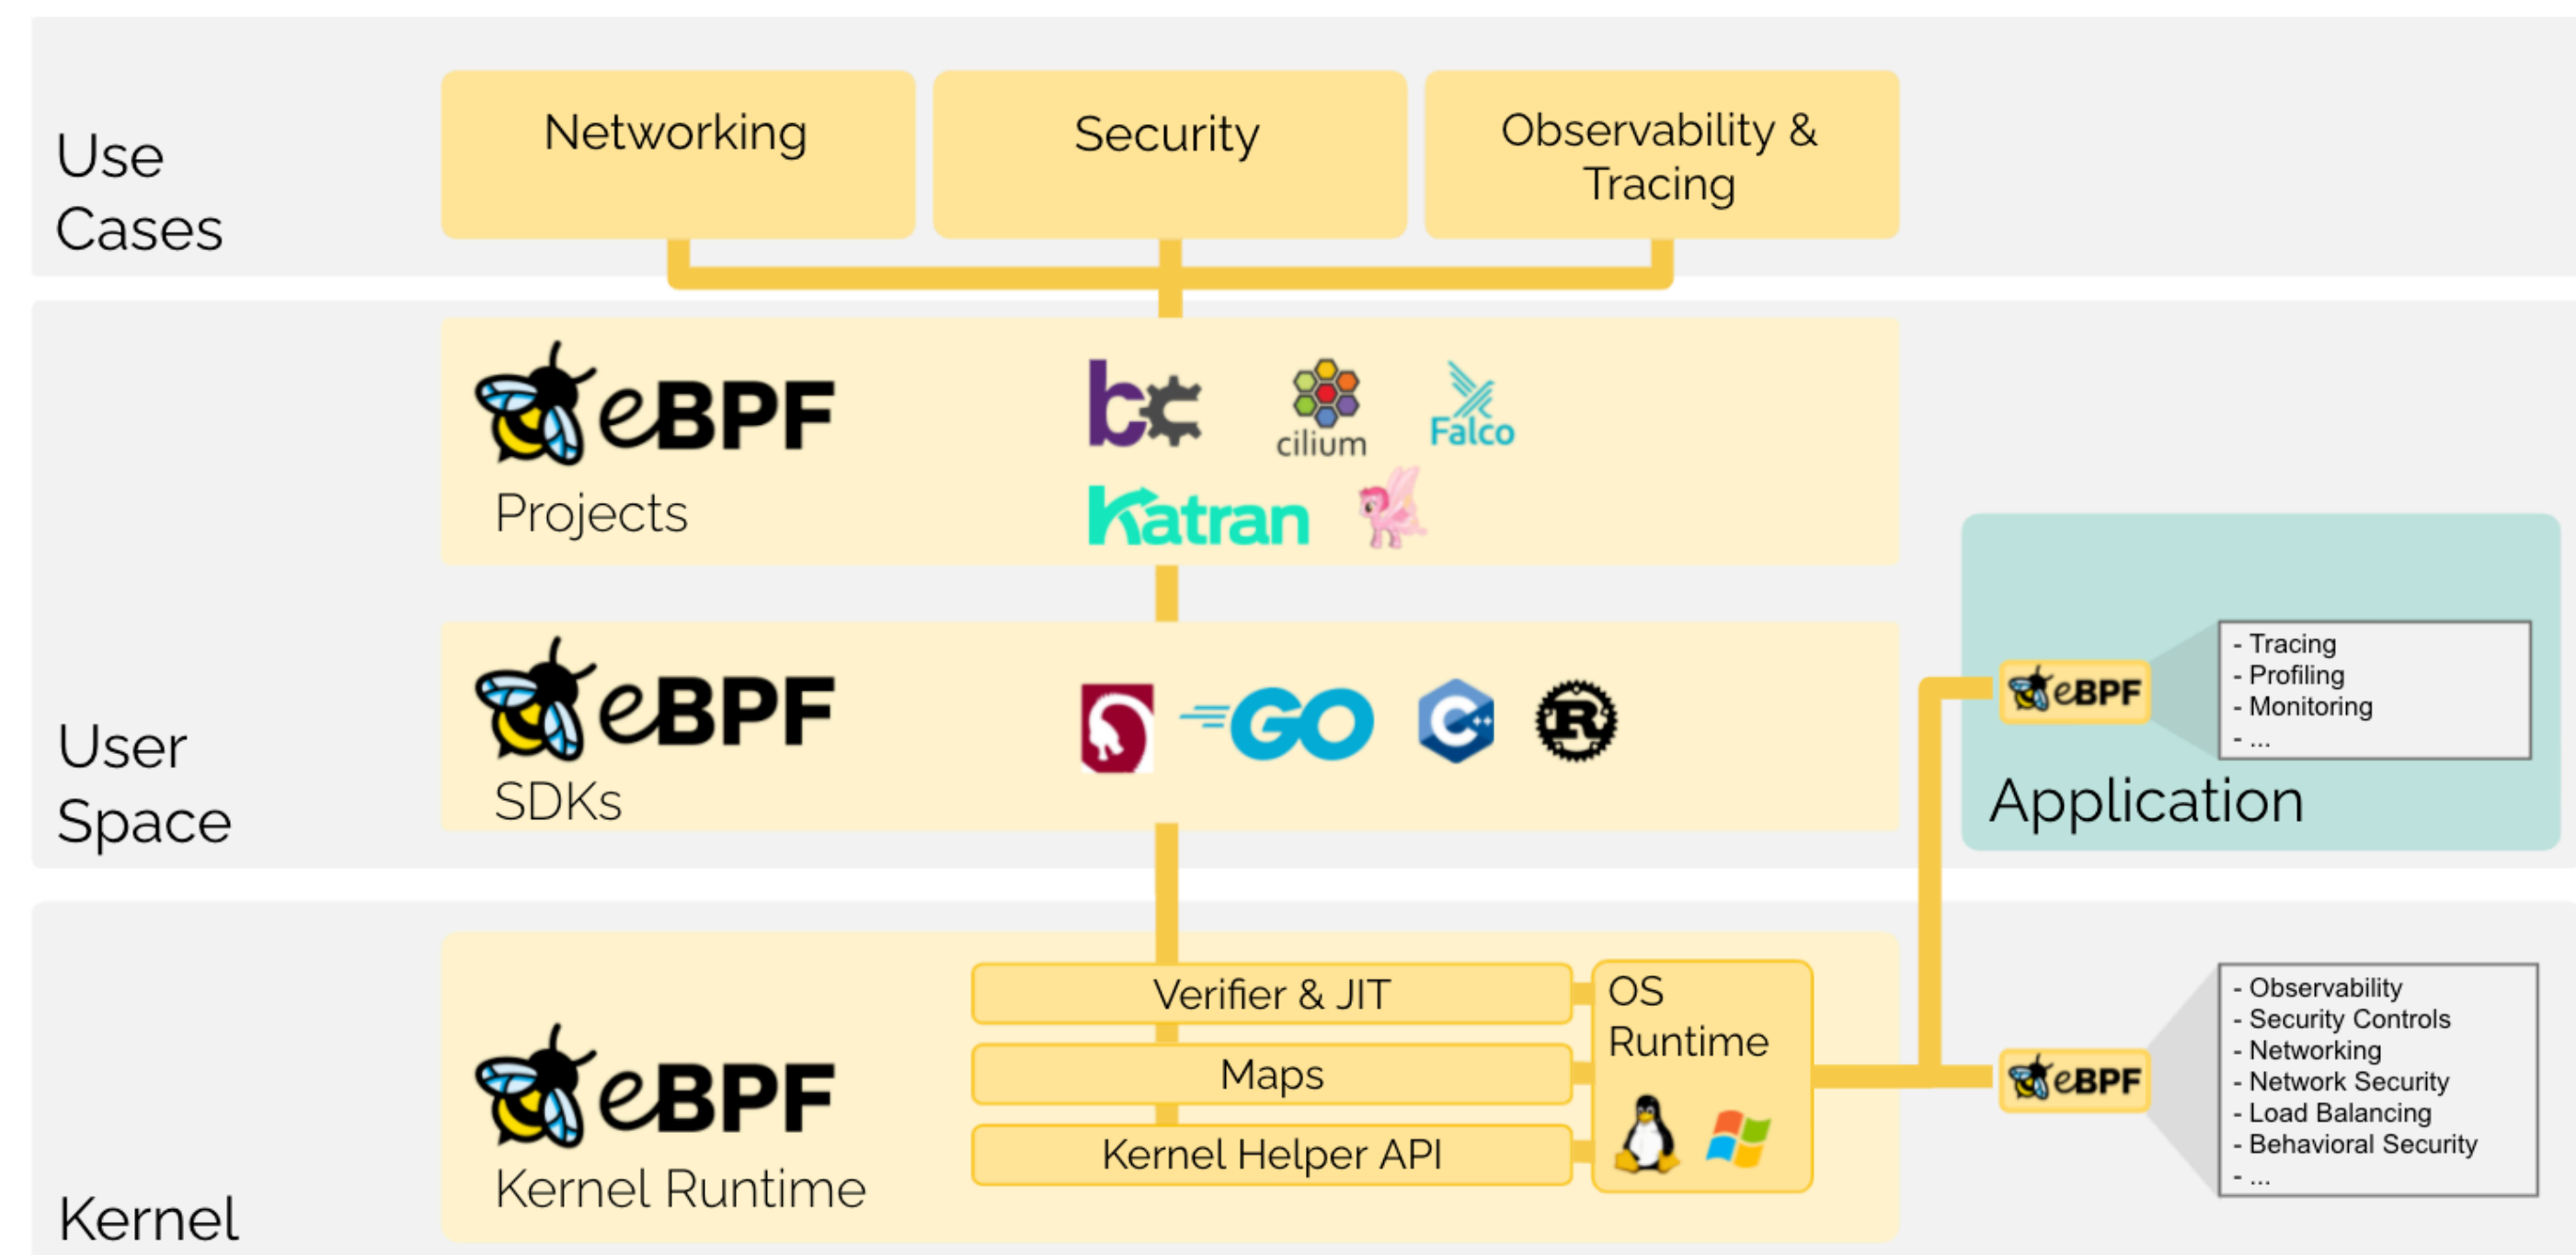 Use
Cases
Networking
Security
Observability &
Tracing
User
Space
eBPF
Projects
bc
cilium
Falco
Katran
eBPF
SDKs
GO
C++
R
eBPF
- Tracing
- Profiling
- Monitoring
- ...
Application
Kernel
eBPF
Kernel Runtime
Verifier & JIT
Maps
Kernel Helper API
OS
Runtime
eBPF
- Observability
- Security Controls
- Networking
- Network Security
- Load Balancing
- Behavioral Security
- ...